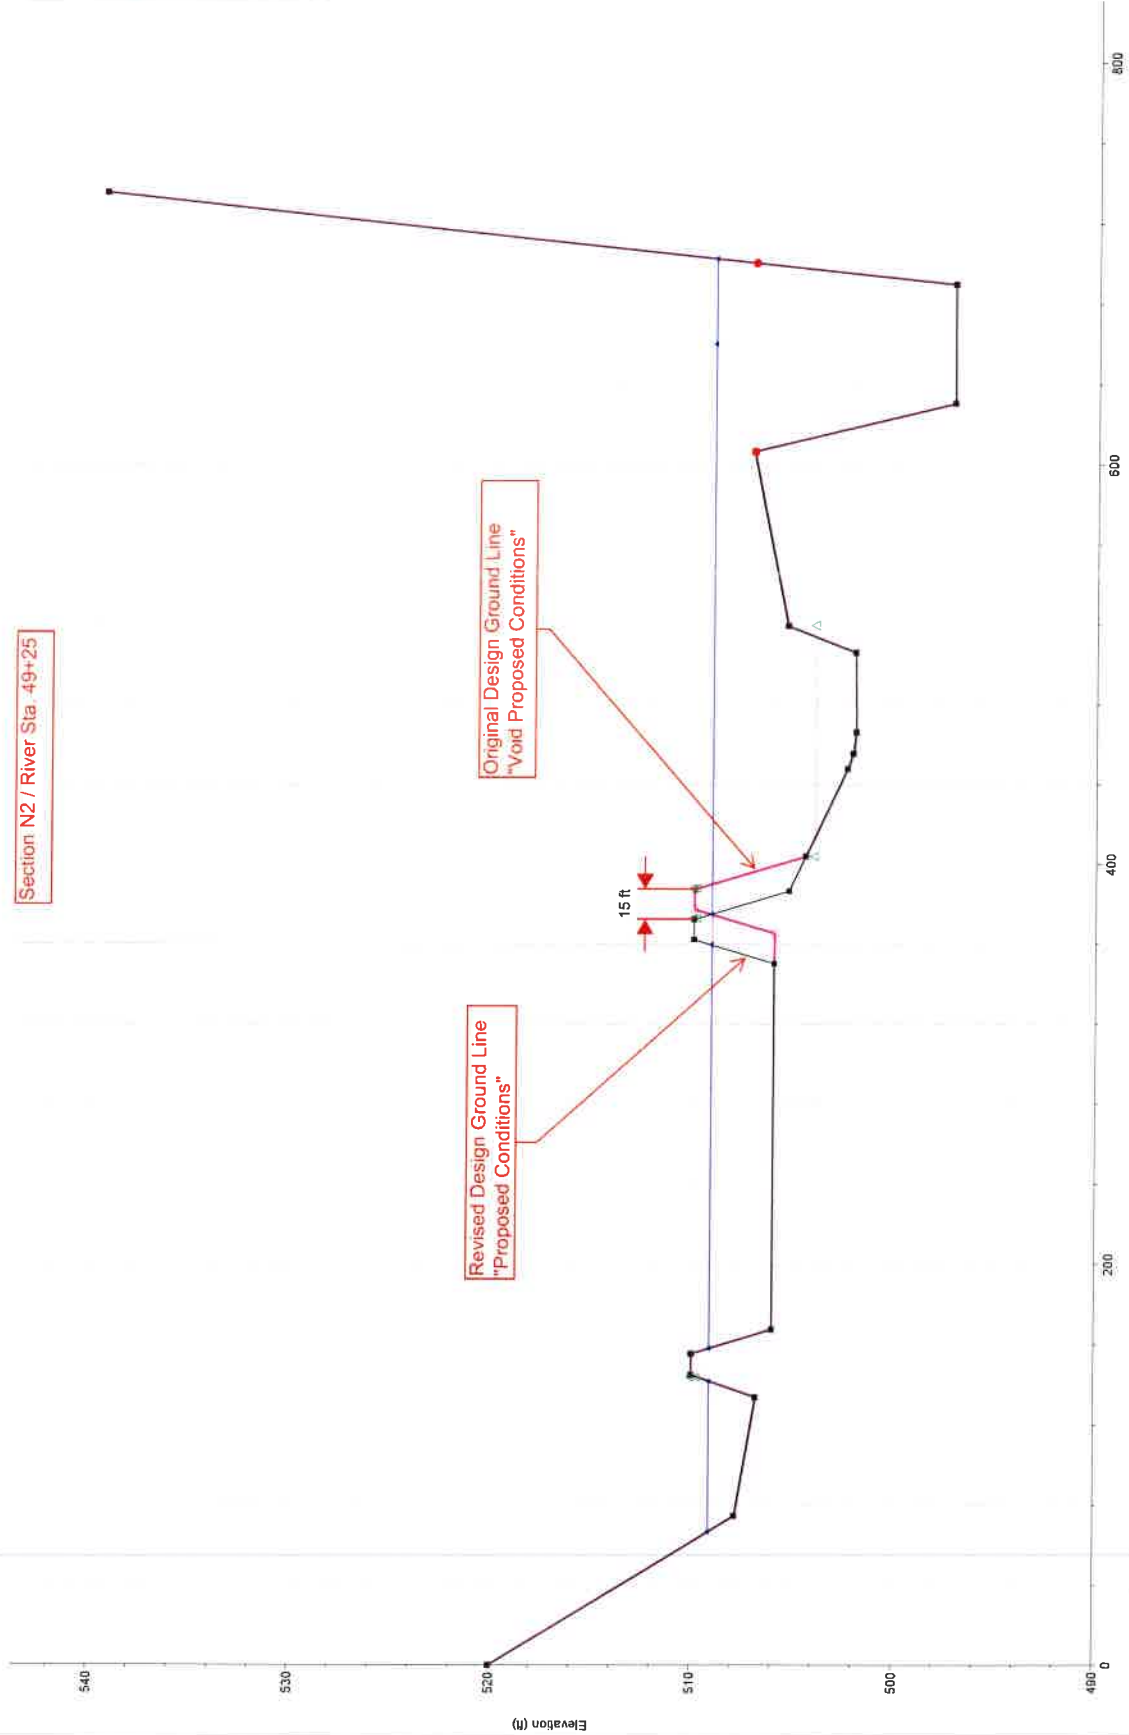 Section N2 / River Sta. 49+25
Original Design Ground Line
"Void Proposed Conditions"
Revised Design Ground Line
"Proposed Conditions"
15 ft
Elevation (ft)
540
530
520
510
500
490
0
200
400
600
800